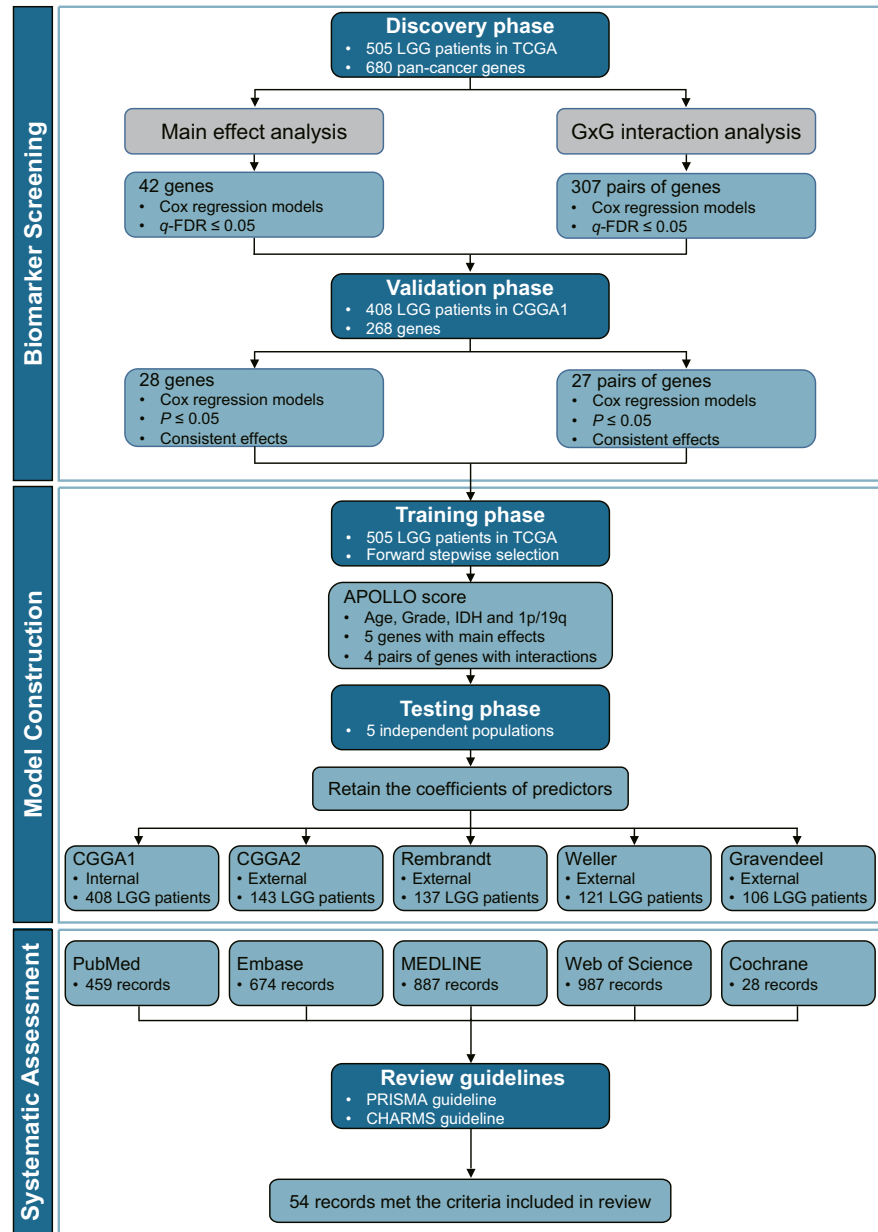 Biomarker Screening
Discovery phase
• 505 LGG patients in TCGA
• 680 pan-cancer genes
Main effect analysis
GxG interaction analysis
42 genes
• Cox regression models
• q-FDR ≤ 0.05
307 pairs of genes
• Cox regression models
• q-FDR ≤ 0.05
Validation phase
• 408 LGG patients in CGGA1
• 268 genes
28 genes
• Cox regression models
• P ≤ 0.05
• Consistent effects
27 pairs of genes
• Cox regression models
• P ≤ 0.05
• Consistent effects
Model Construction
Training phase
• 505 LGG patients in TCGA
• Forward stepwise selection
APOLLO score
• Age, Grade, IDH and 1p/19q
• 5 genes with main effects
• 4 pairs of genes with interactions
Testing phase
• 5 independent populations
Retain the coefficients of predictors
CGGA1
• Internal
• 408 LGG patients
CGGA2
• External
• 143 LGG patients
Rembrandt
• External
• 137 LGG patients
Weller
• External
• 121 LGG patients
Gravendeel
• External
• 106 LGG patients
Systematic Assessment
PubMed
• 459 records
Embase
• 674 records
MEDLINE
• 887 records
Web of Science
• 987 records
Cochrane
• 28 records
Review guidelines
• PRISMA guideline
• CHARMS guideline
54 records met the criteria included in review